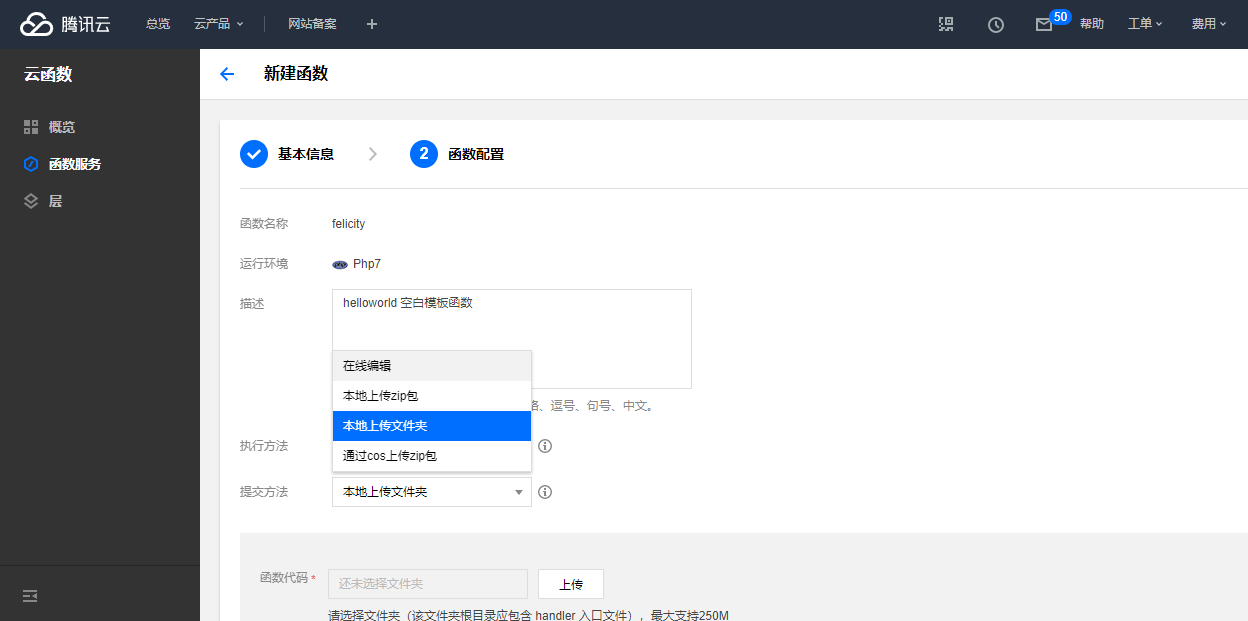 腾讯云 总览 云产品 网站备案 + 50 帮助 工单 费用
云函数
新建函数
概览
函数服务
层
基本信息 2 函数配置
函数名称 felicity
运行环境 Php7
描述 helloworld 空白模板函数
在线编辑
本地上传zip包
、逗号、句号、中文。
本地上传文件夹
执行方法
通过cos上传zip包
提交方法 本地上传文件夹
函数代码 * 还未选择文件夹 上传
请选择文件夹（该文件夹根目录应包含 handler 入口文件），最大支持250M